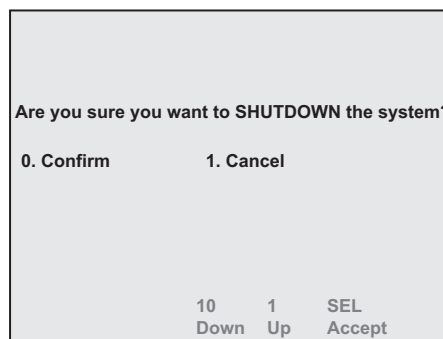 Are you sure you want to SHUTDOWN the system?
0. Confirm 1. Cancel
10 1 SEL
Down Up Accept